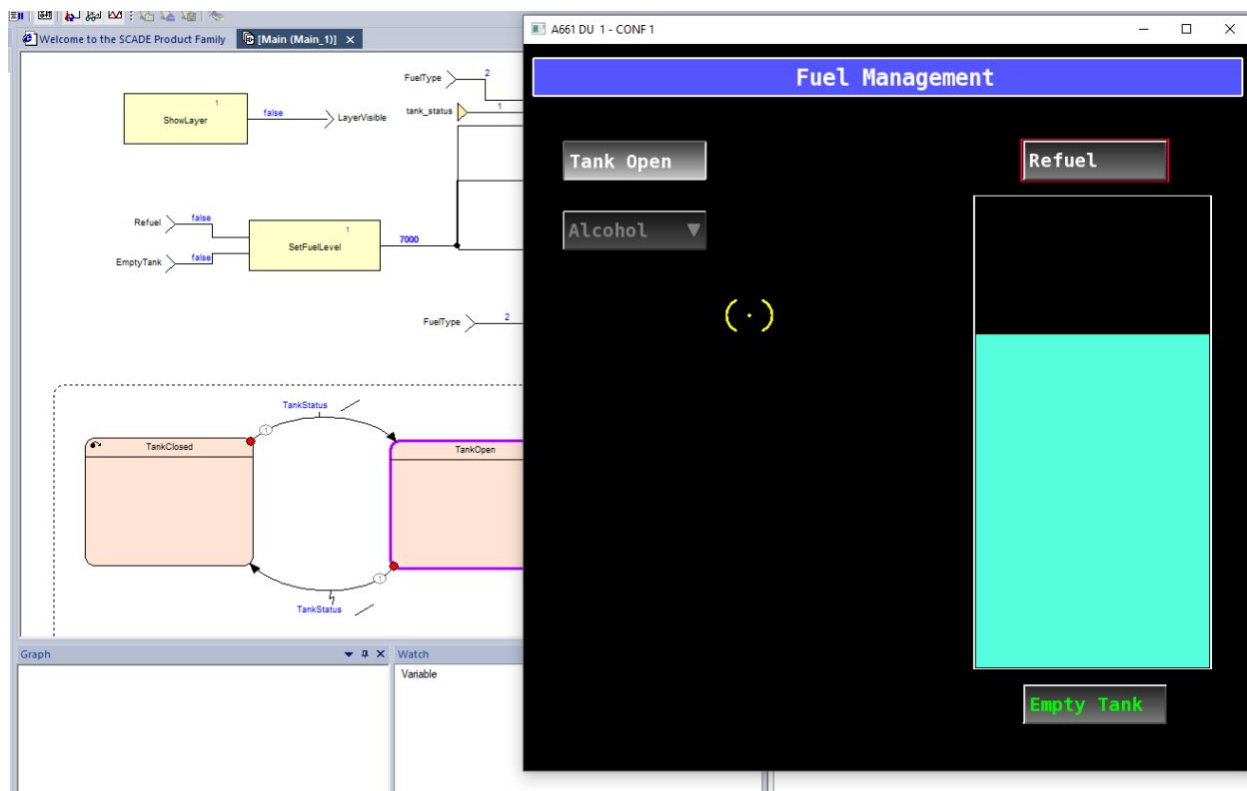 Welcome to the SCADE Product Family
[Main (Main_1)]
1
ShowLayer
false
LayerVisible
FuelType
2
tank_status
1
Refuel
false
EmptyTank
false
1
SetFuelLevel
7000
FuelType
2
TankStatus
1
TankClosed
TankOpen
1
TankStatus
Graph
Watch
Variable
A661 DU 1 - CONF 1
Fuel Management
Tank Open
Refuel
Alcohol
Empty Tank